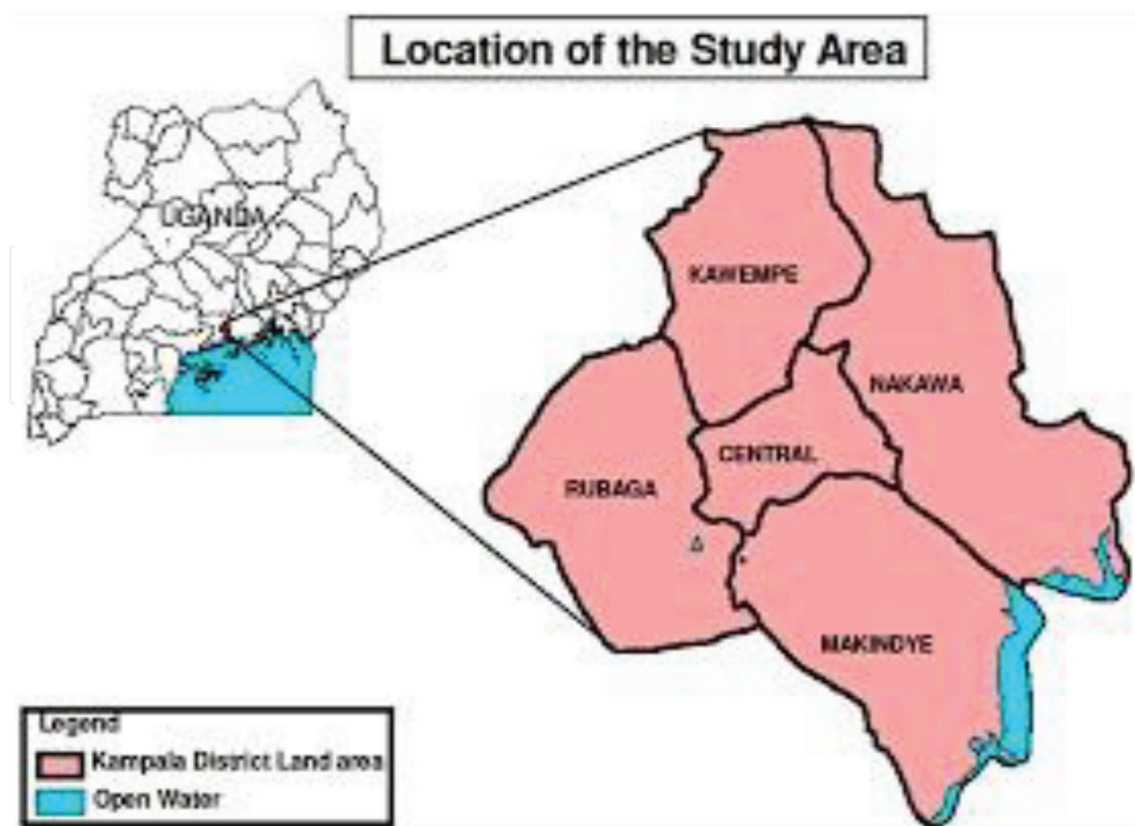 Location of the Study Area
UGANDA
KAWEMPE
NAKAWA
CENTRAL
RUBAGA
MAKINDYE
Legend
Kampala District Land area
Open Water